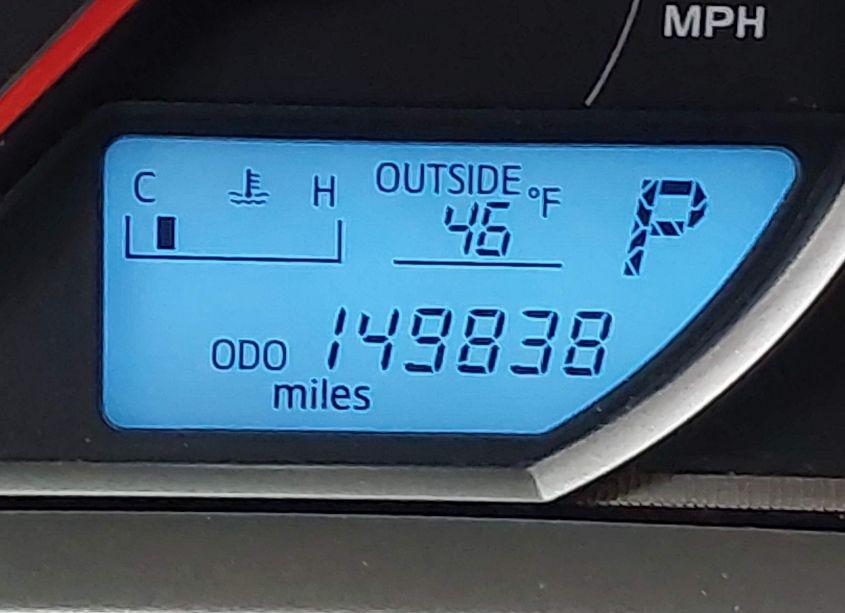 MPH
C H OUTSIDE °F
46 P
ODO 149838
miles